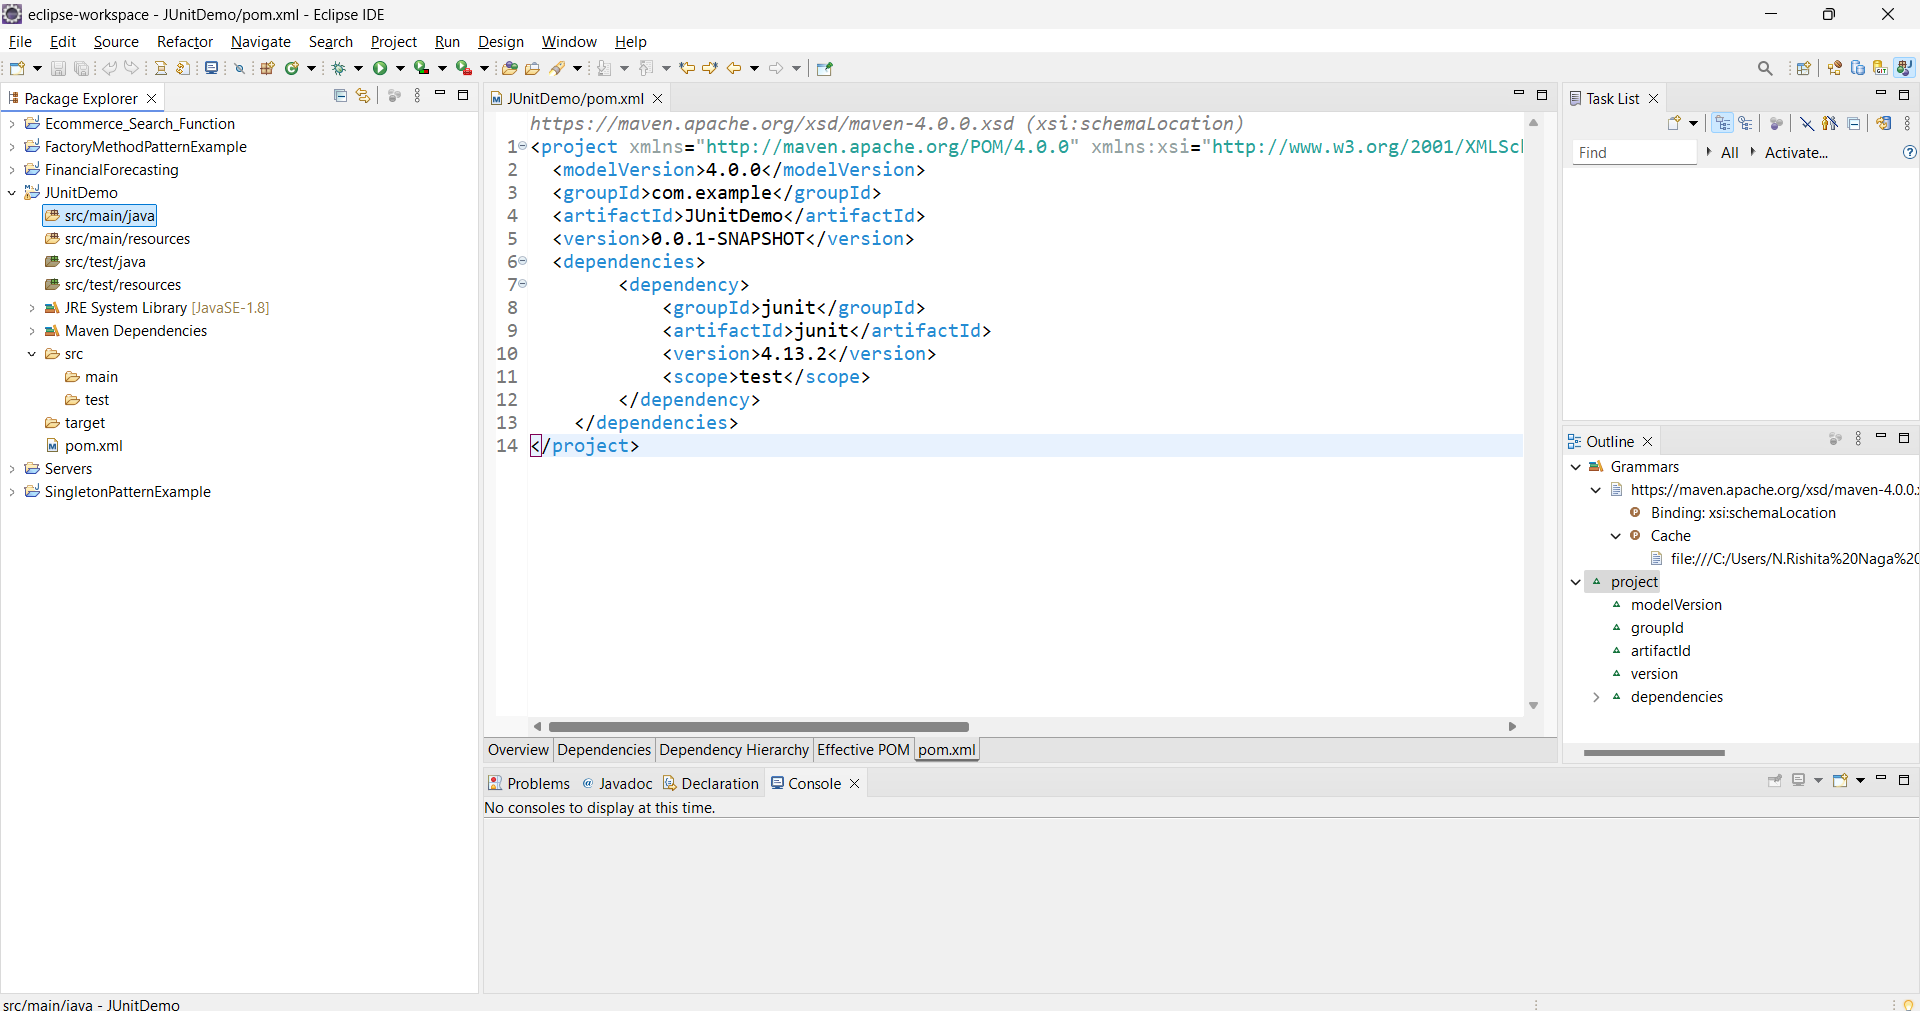 eclipse-workspace - JUnitDemo/pom.xml - Eclipse IDE
File Edit Source Refactor Navigate Search Project Run Design Window Help
Package Explorer
Ecommerce_Search_Function
FactoryMethodPatternExample
FinancialForecasting
JUnitDemo
src/main/java
src/main/resources
src/test/java
src/test/resources
JRE System Library [JavaSE-1.8]
Maven Dependencies
src
main
test
target
pom.xml
Servers
SingletonPatternExample
JUnitDemo/pom.xml
https://maven.apache.org/xsd/maven-4.0.0.xsd (xsi:schemaLocation)
1 <project xmlns="http://maven.apache.org/POM/4.0.0" xmlns:xsi="http://www.w3.org/2001/XMLSc
2 <modelVersion>4.0.0</modelVersion>
3 <groupId>com.example</groupId>
4 <artifactId>JUnitDemo</artifactId>
5 <version>0.0.1-SNAPSHOT</version>
6 <dependencies>
7 <dependency>
8 <groupId>junit</groupId>
9 <artifactId>junit</artifactId>
10 <version>4.13.2</version>
11 <scope>test</scope>
12 </dependency>
13 </dependencies>
14 </project>
Overview Dependencies Dependency Hierarchy Effective POM pom.xml
Problems Javadoc Declaration Console
No consoles to display at this time.
Task List
Find All Activate...
Outline
Grammars
https://maven.apache.org/xsd/maven-4.0.0.
Binding: xsi:schemaLocation
Cache
file:///C:/Users/N.Rishita%20Naga%20
project
modelVersion
groupId
artifactId
version
dependencies
src/main/java - JUnitDemo